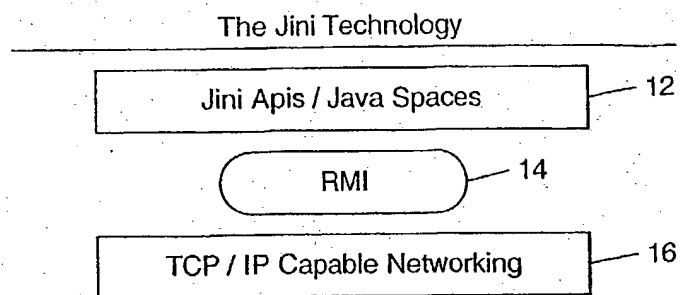 The Jini Technology
Jini Apis / Java Spaces
12
RMI
14
TCP / IP Capable Networking
16